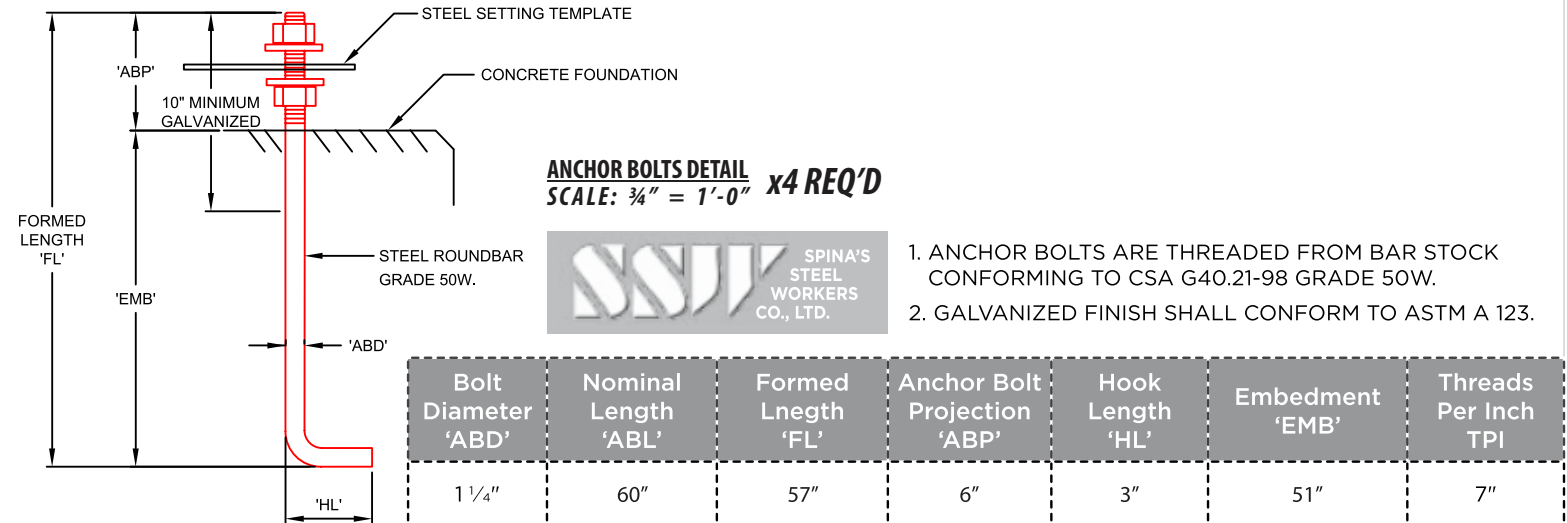 STEEL SETTING TEMPLATE
'ABP'
CONCRETE FOUNDATION
10" MINIMUM
GALVANIZED
ANCHOR BOLTS DETAIL
SCALE: ¾" = 1'-0"
x4 REQ'D
FORMED
LENGTH
'FL'
STEEL ROUNDBAR
GRADE 50W.
'EMB'
'ABD'
'HL'
SSW
SPINA'S
STEEL
WORKERS
CO., LTD.
1. ANCHOR BOLTS ARE THREADED FROM BAR STOCK
CONFORMING TO CSA G40.21-98 GRADE 50W.
2. GALVANIZED FINISH SHALL CONFORM TO ASTM A 123.
Bolt
Diameter
'ABD'
Nominal
Length
'ABL'
Formed
Lnegth
'FL'
Anchor Bolt
Projection
'ABP'
Hook
Length
'HL'
Embedment
'EMB'
Threads
Per Inch
TPI
1 ¼"
60"
57"
6"
3"
51"
7"